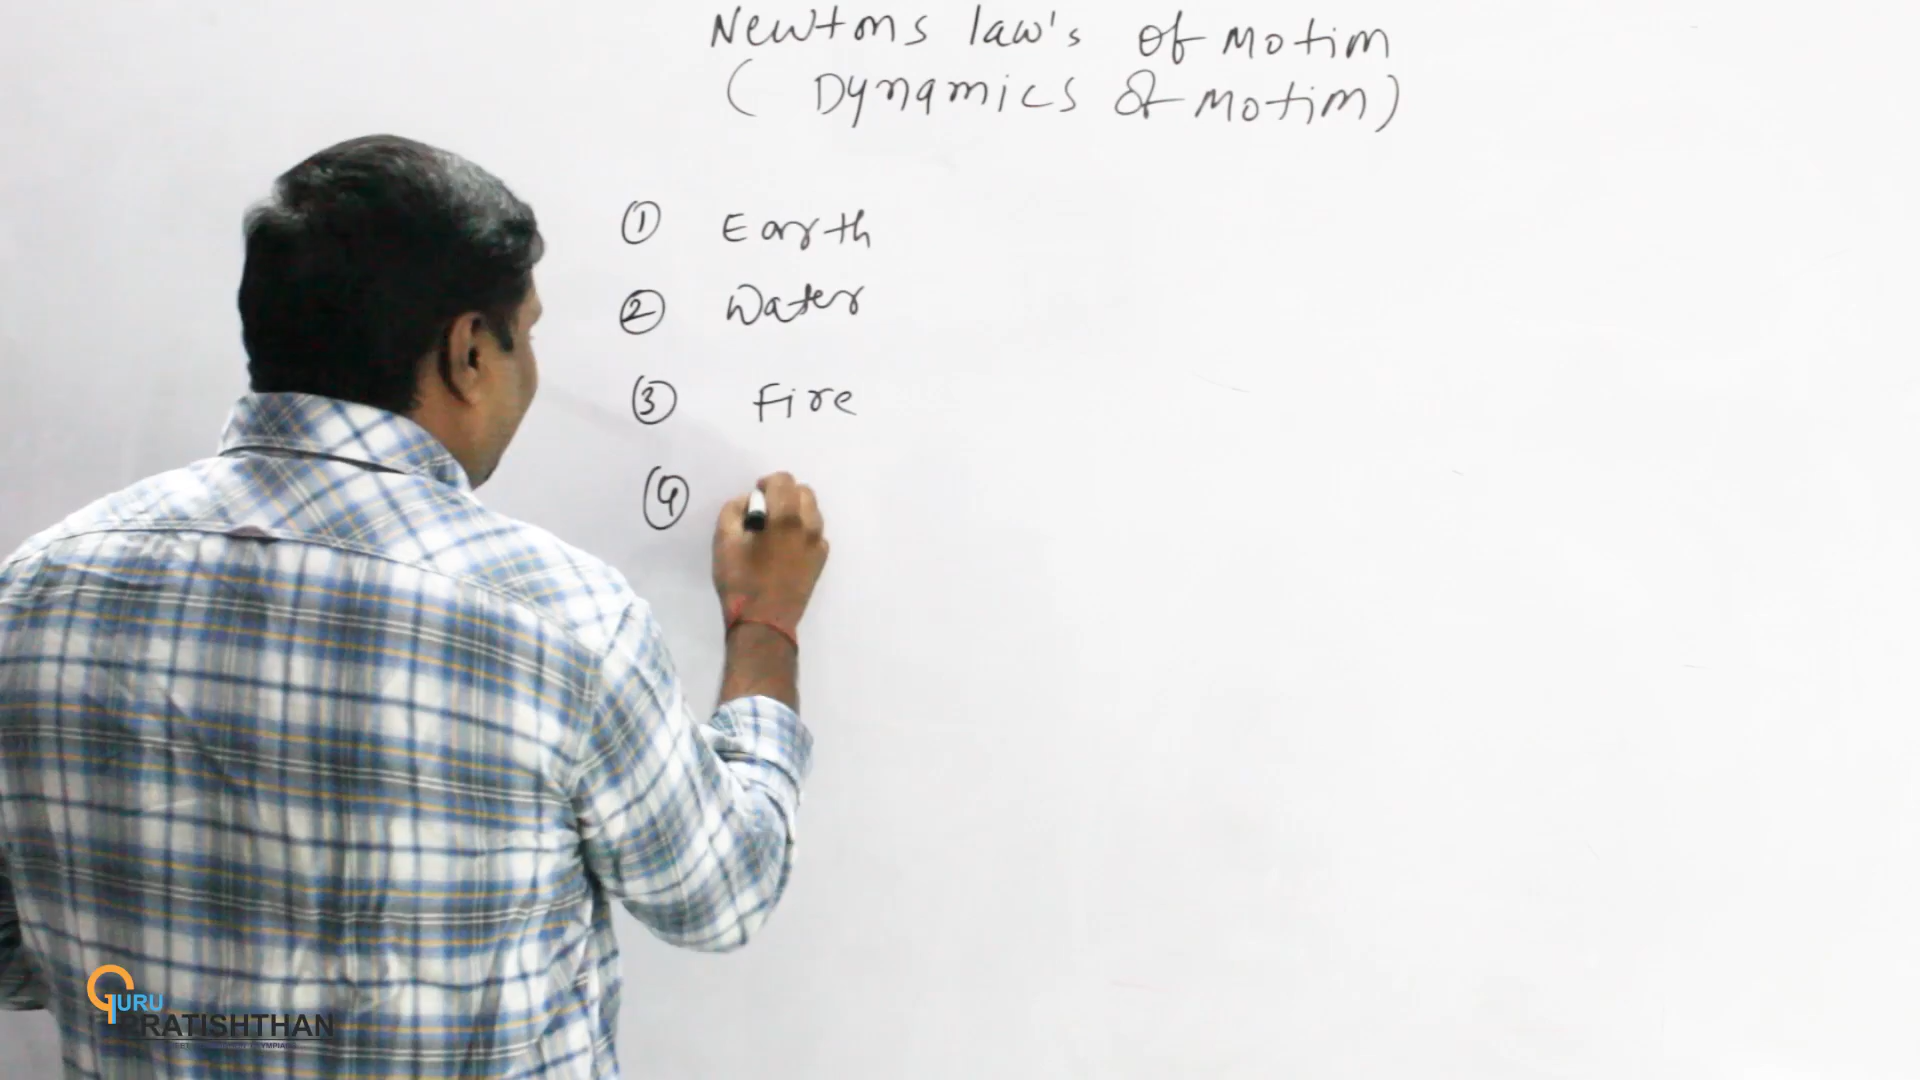 Newtons law's of Motion
( Dynamics of Motion)
① Earth
② Water
③ Fire
④
GURU
PRATISHTHAN